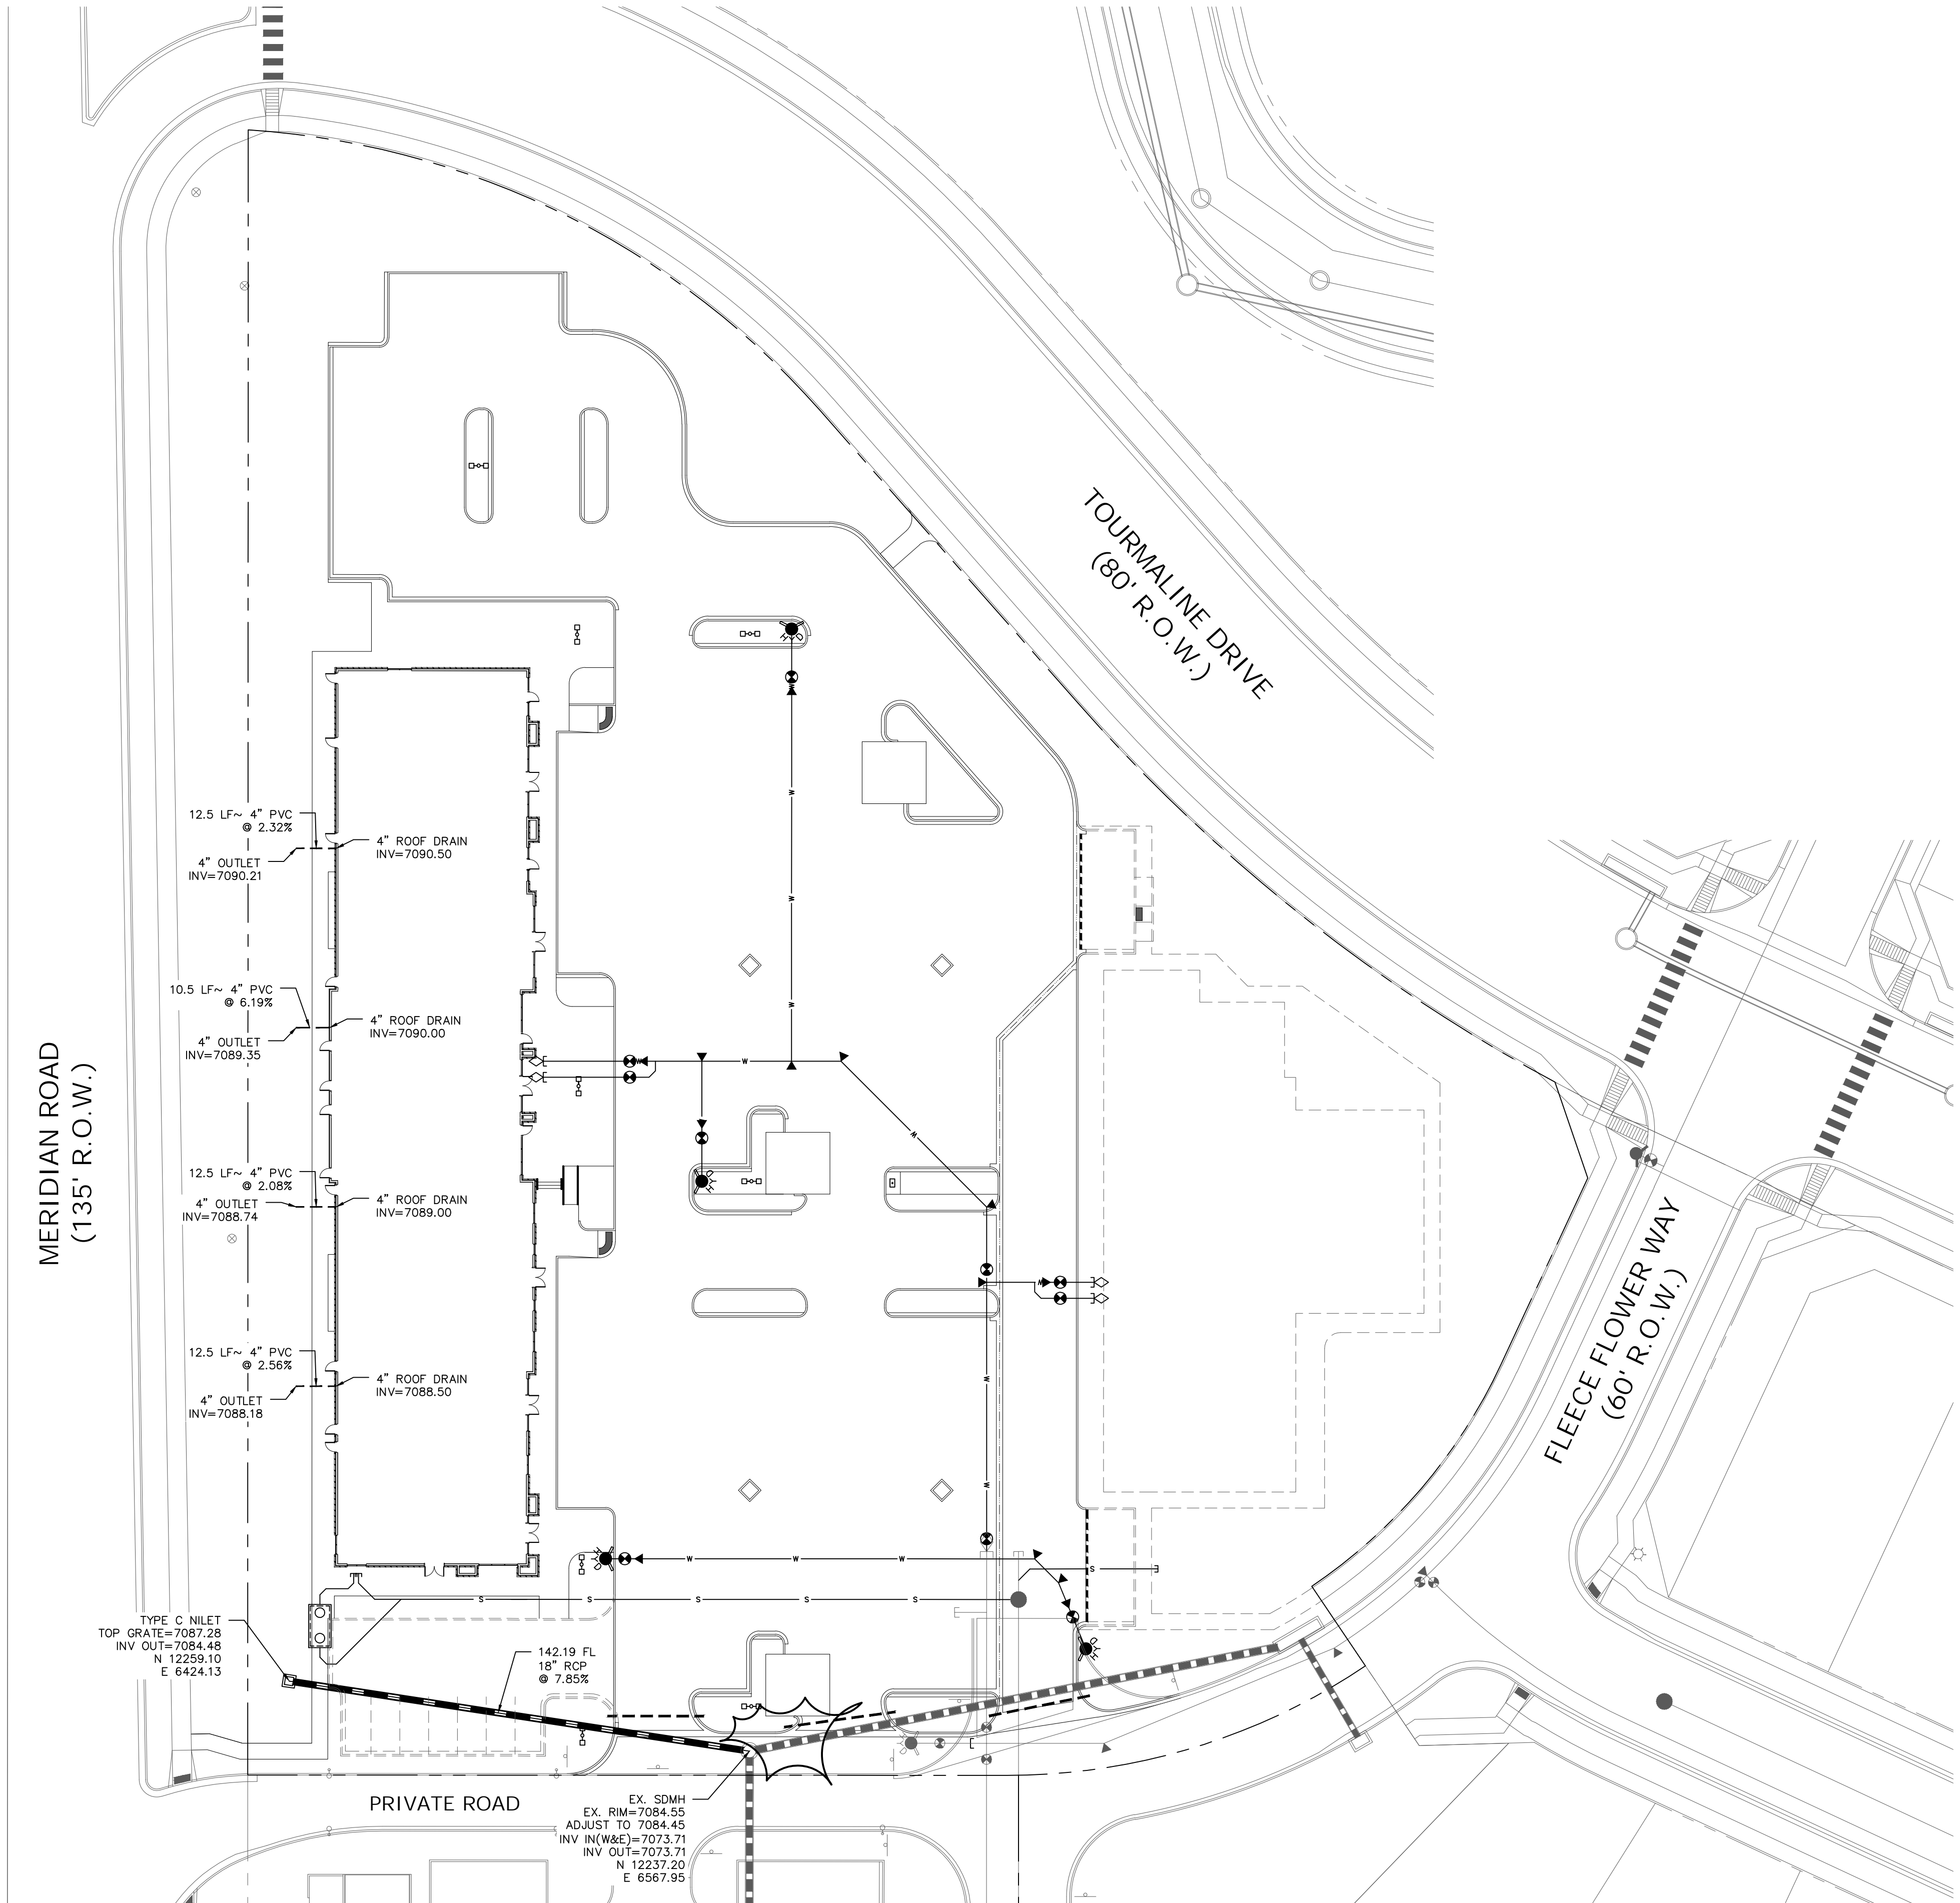 TOURMALINE DRIVE
(80' R.O.W.)
MERIDIAN ROAD
(135' R.O.W.)
FLEECE FLOWER WAY
(60' R.O.W.)
12.5 LF~ 4" PVC
@ 2.32%
4" OUTLET
INV=7090.21
4" ROOF DRAIN
INV=7090.50
10.5 LF~ 4" PVC
@ 6.19%
4" OUTLET
INV=7089.35
4" ROOF DRAIN
INV=7090.00
12.5 LF~ 4" PVC
@ 2.08%
4" OUTLET
INV=7088.74
4" ROOF DRAIN
INV=7089.00
12.5 LF~ 4" PVC
@ 2.56%
4" OUTLET
INV=7088.18
4" ROOF DRAIN
INV=7088.50
HYD
W
W
W
W
W
W
W
HYD
W
W
W
W
HYD
W
W
W
S
S
S
S
S
S
HYD
TYPE C NILET
TOP GRATE=7087.28
INV OUT=7084.48
N 12259.10
E 6424.13
142.19 FL
18" RCP
@ 7.85%
PRIVATE ROAD
EX. SDMH
EX. RIM=7084.55
ADJUST TO 7084.45
INV IN(W&E)=7073.71
INV OUT=7073.71
N 12237.20
E 6567.95